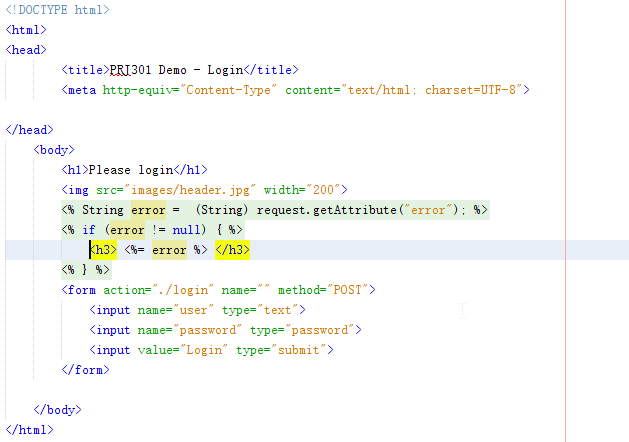 <!DOCTYPE html>
<html>
<head>
<title>PRJ301 Demo - Login</title>
<meta http-equiv="Content-Type" content="text/html; charset=UTF-8">
</head>
<body>
<h1>Please login</h1>
<img src="images/header.jpg" width="200">
<% String error =  (String) request.getAttribute("error"); %>
<% if (error != null) { %>
<h3> <%= error %> </h3>
<% } %>
<form action="./login" name="" method="POST">
<input name="user" type="text">
<input name="password" type="password">
<input value="Login" type="submit">
</form>
</body>
</html>